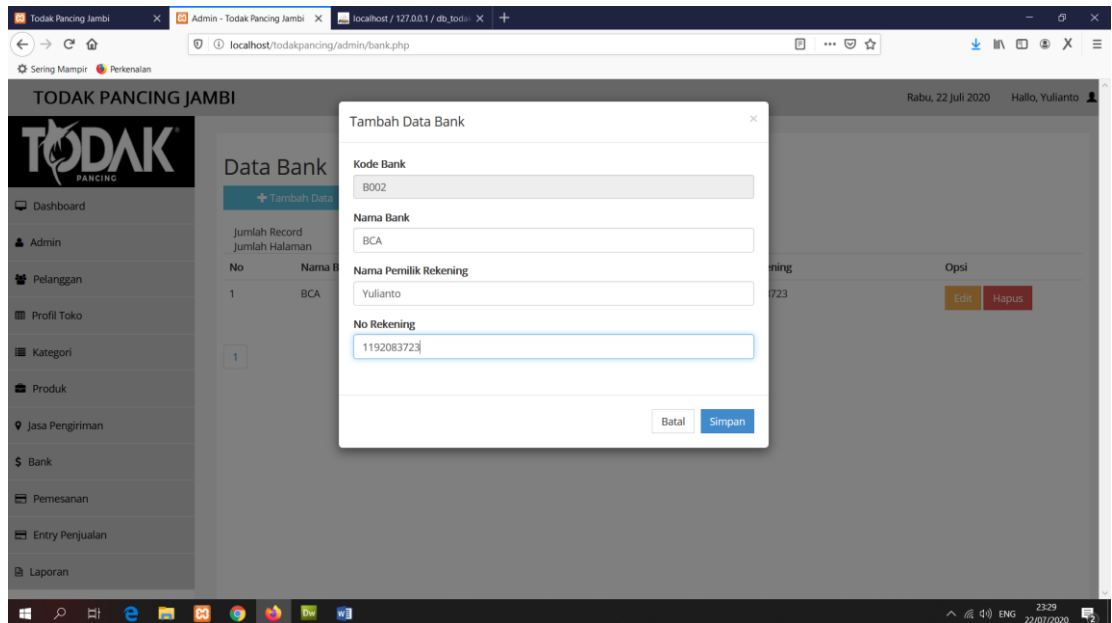 Todak Pancing Jambi
Admin - Todak Pancing Jambi
localhost / 127.0.0.1 / db_toda
localhost/todakpancing/admin/bank.php
Sering Mampir Perkenalan
TODAK PANCING JAMBI
Rabu, 22 Juli 2020 Hallo, Yulianto
TODAK
PANCING
Dashboard
Admin
Pelanggan
Profil Toko
Kategori
Produk
Jasa Pengiriman
$ Bank
Pemesanan
Entry Penjualan
Laporan
Data Bank
+ Tambah Data
Jumlah Record
Jumlah Halaman
No Nama B ening Opsi
1 BCA 3723 Edit Hapus
1
Tambah Data Bank ×
Kode Bank
B002
Nama Bank
BCA
Nama Pemilik Rekening
Yulianto
No Rekening
1192083723
Batal Simpan
Dw
ENG
23:29
22/07/2020
2